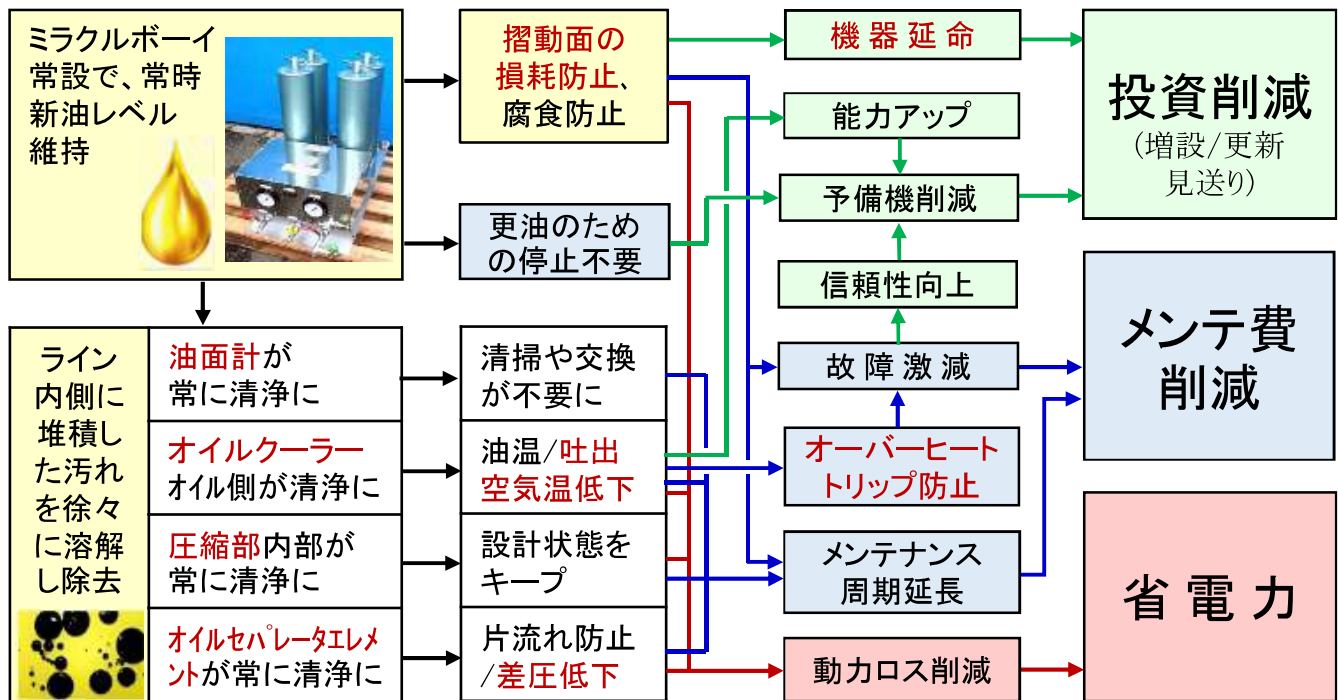 ミラクルボーイ
常設で、常時
新油レベル
維持
摺動面の
損耗防止、
腐食防止
更油のため
の停止不要
ライン
内側に
堆積し
た汚れ
を徐々
に溶解
し除去
油面計が
常に清浄に
オイルクーラー
オイル側が清浄に
圧縮部内部が
常に清浄に
オイルセパレータエレメ
ントが常に清浄に
清掃や交換
が不要に
油温/吐出
空気温低下
設計状態を
キープ
片流れ防止
/差圧低下
機器延命
能力アップ
予備機削減
信頼性向上
故障激減
オーバーヒート
トリップ防止
メンテナンス
周期延長
動力ロス削減
投資削減
(増設/更新
見送り)
メンテ費
削減
省電力